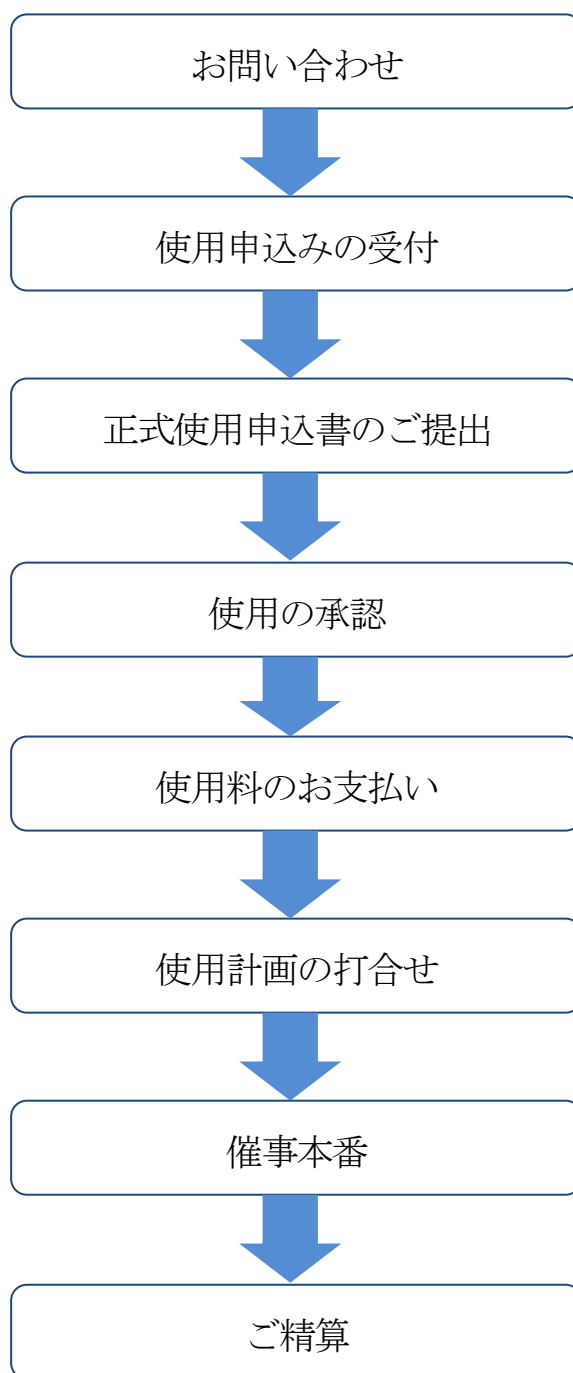 お問い合わせ
使用申込みの受付
正式使用申込書のご提出
使用の承認
使用料のお支払い
使用計画の打合せ
催事本番
ご精算